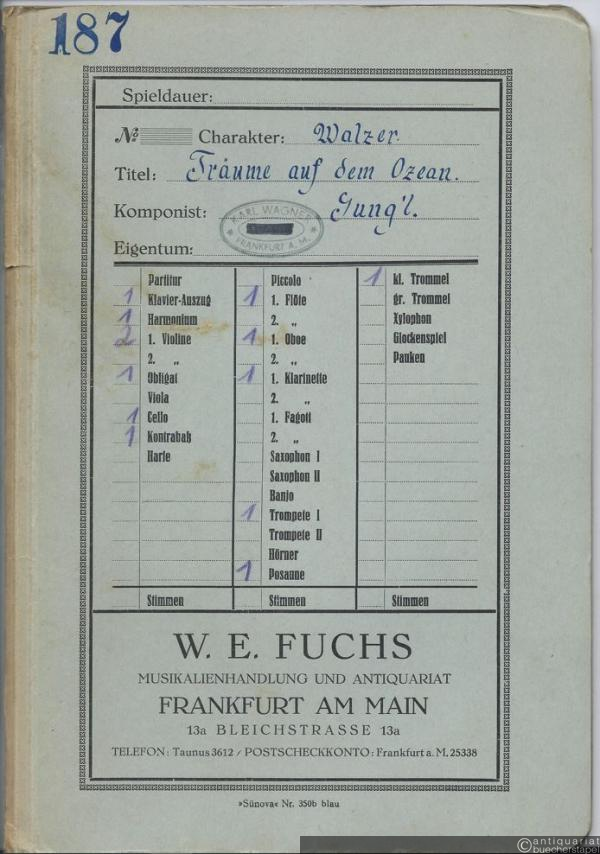 187
Spieldauer:
№ Charakter: Walzer.
Titel: Träume auf dem Ozean.
Komponist: Gung'l.
KARL WAGNER
FRANKFURT A. M.
Eigentum:
Partitur
1 Klavier-Auszug
1 Harmonium
2 1. Violine
2. „
1 Obligat
Viola
1 Cello
1 Kontrabaß
Harfe
Stimmen
Piccolo
1 1. Flöte
2. „
1 1. Oboe
2. „
1 1. Klarinette
2. „
1. Fagott
2. „
Saxophon I
Saxophon II
Banjo
1 Trompete I
Trompete II
Hörner
1 Posaune
Stimmen
1 kl. Trommel
gr. Trommel
Xylophon
Glockenspiel
Pauken
Stimmen
W. E. FUCHS
MUSIKALIENHANDLUNG UND ANTIQUARIAT
FRANKFURT AM MAIN
13a BLEICHSTRASSE 13a
TELEFON: Taunus 3612 / POSTSCHECKKONTO: Frankfurt a. M. 25338
»Sünova« Nr. 350b blau
©antiquariat
buecherstapel